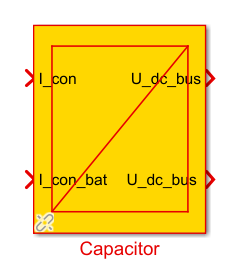 I_con U_dc_bus
I_con_bat U_dc_bus
Capacitor